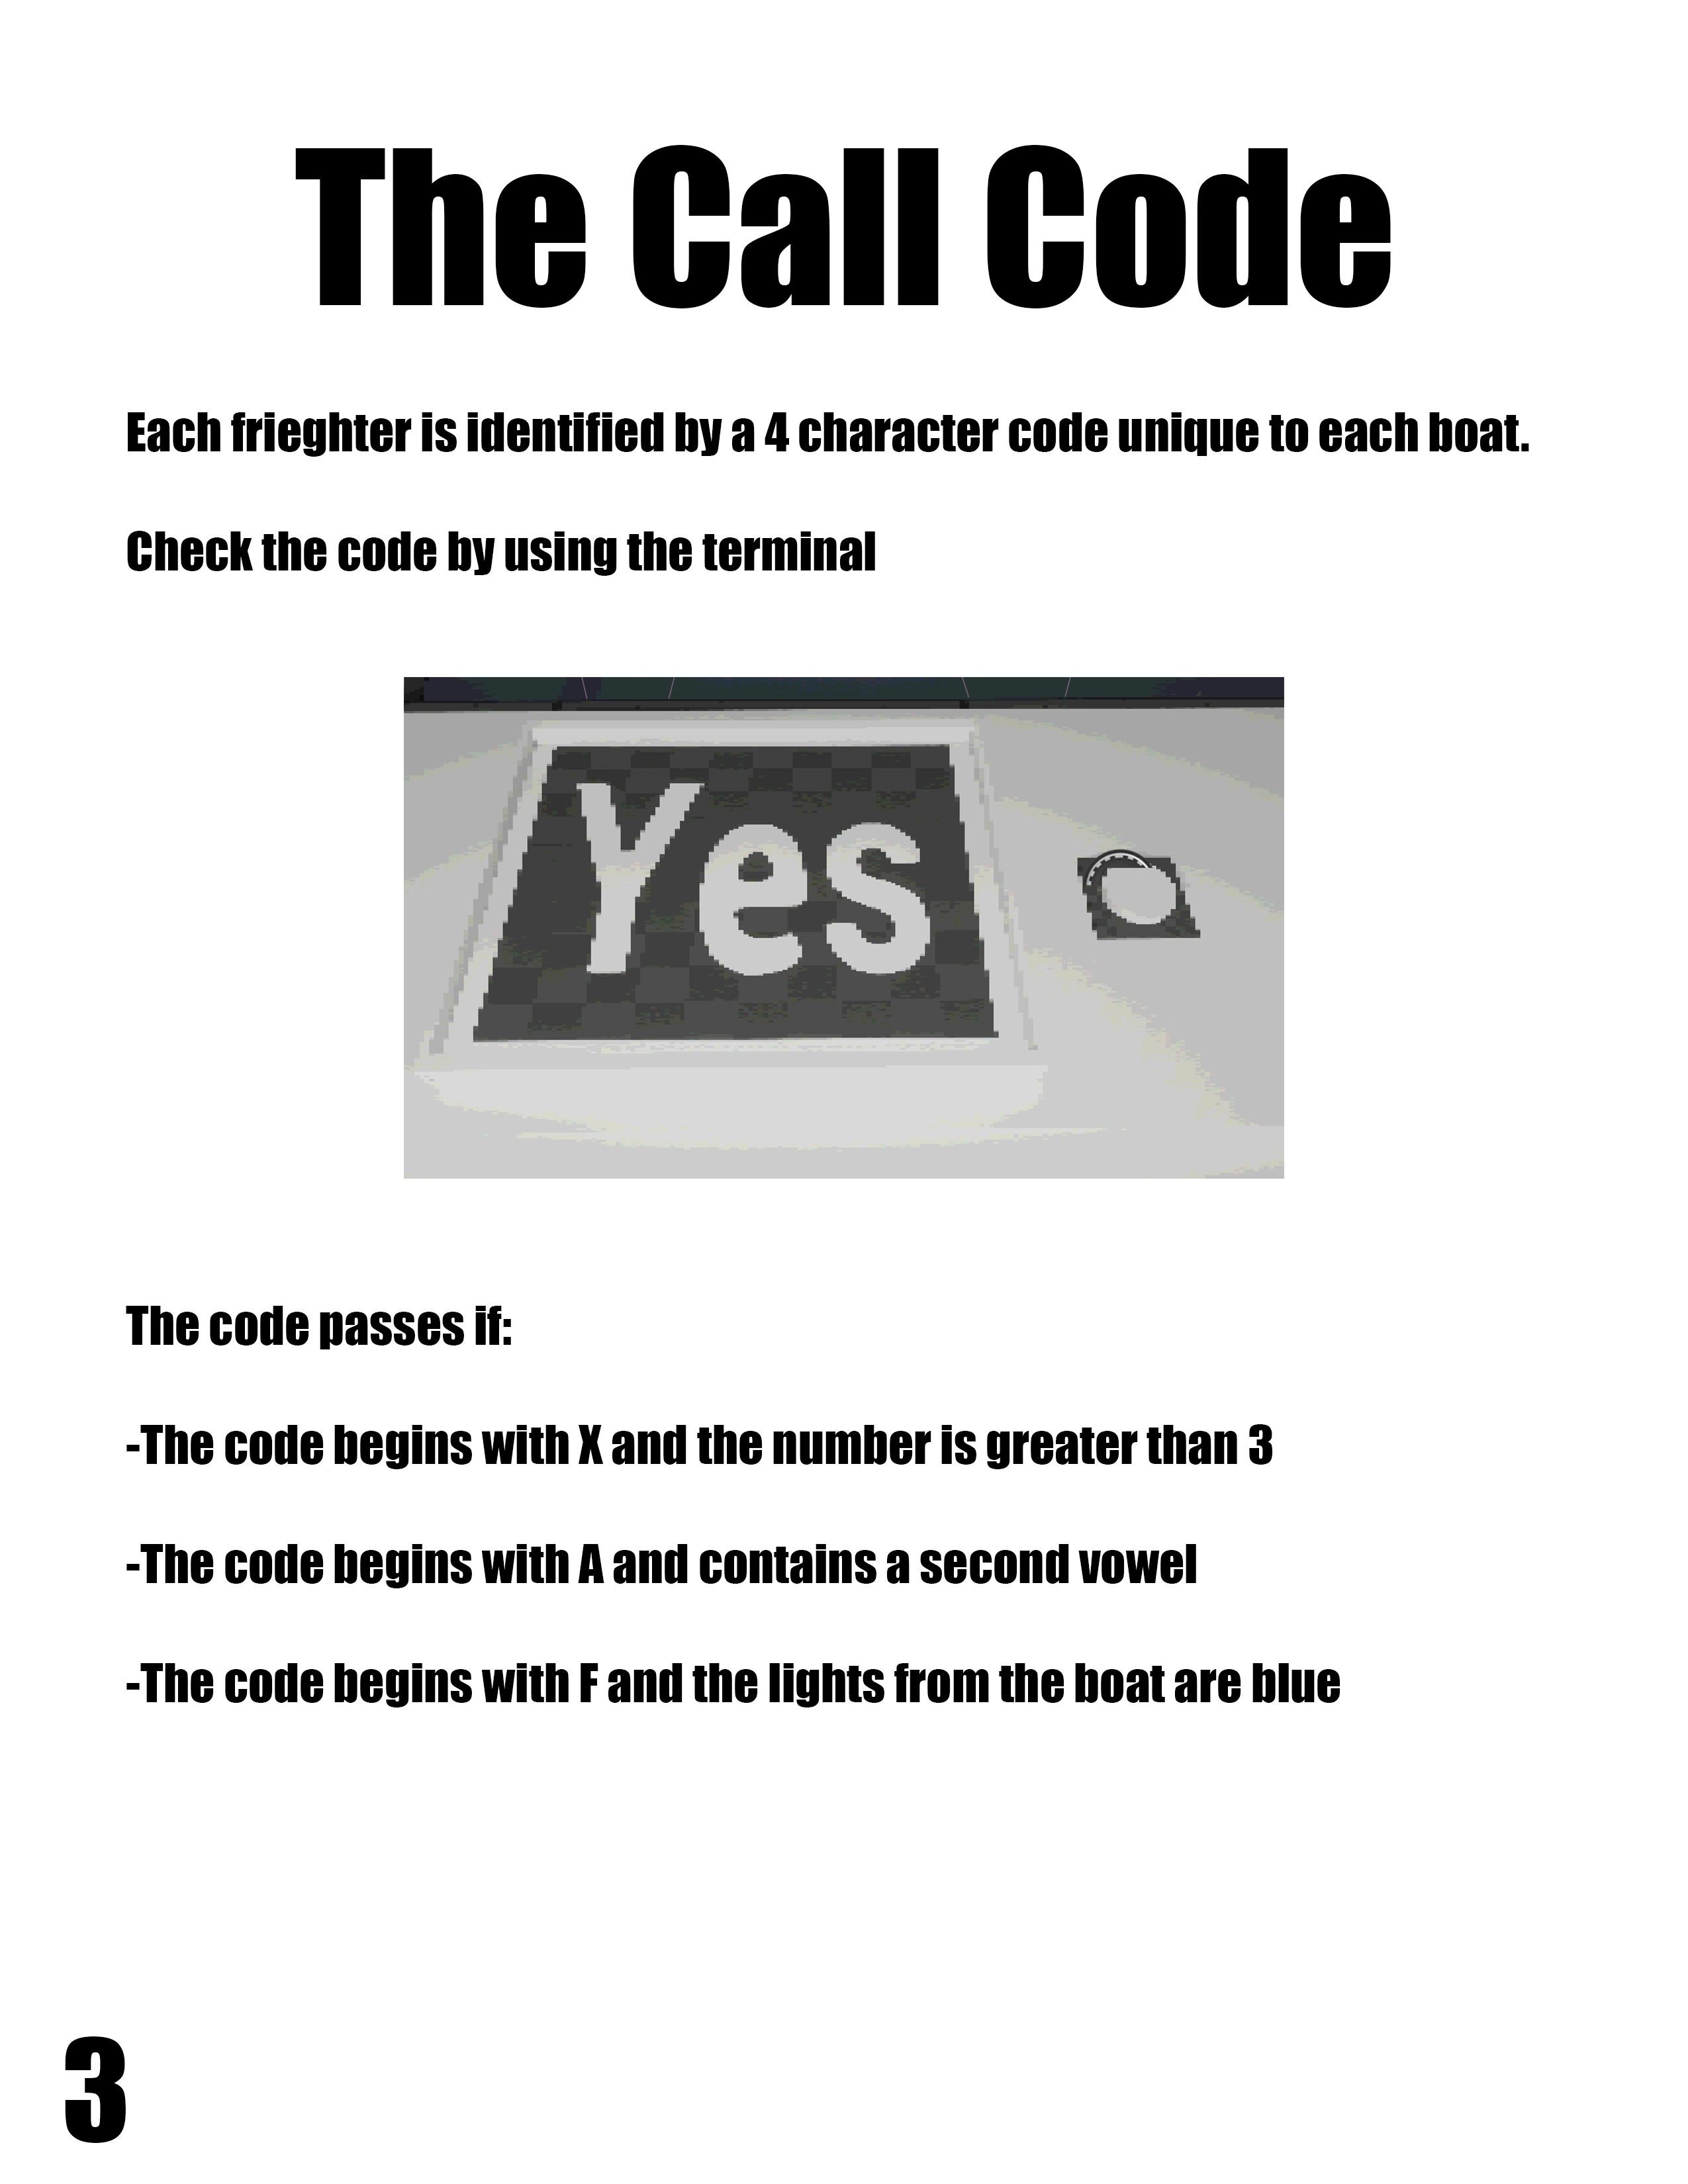 The Call Code
Each frieghter is identified by a 4 character code unique to each boat.
Check the code by using the terminal
Yes
The code passes if:
-The code begins with X and the number is greater than 3
-The code begins with A and contains a second vowel
-The code begins with F and the lights from the boat are blue
3